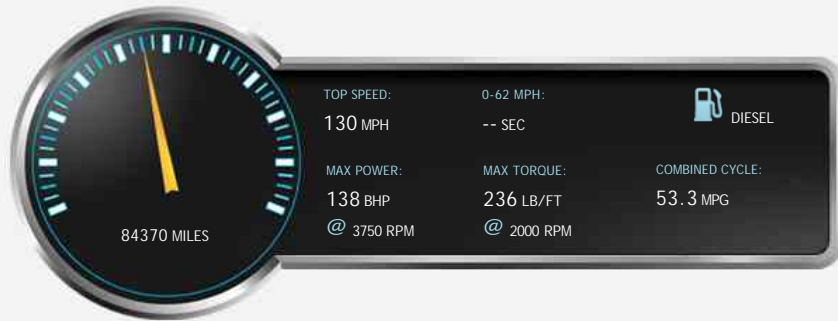 TOP SPEED:
130 MPH
0-62 MPH:
-- SEC
DIESEL
MAX POWER:
138 BHP
@ 3750 RPM
MAX TORQUE:
236 LB/FT
@ 2000 RPM
COMBINED CYCLE:
53.3 MPG
84370 MILES